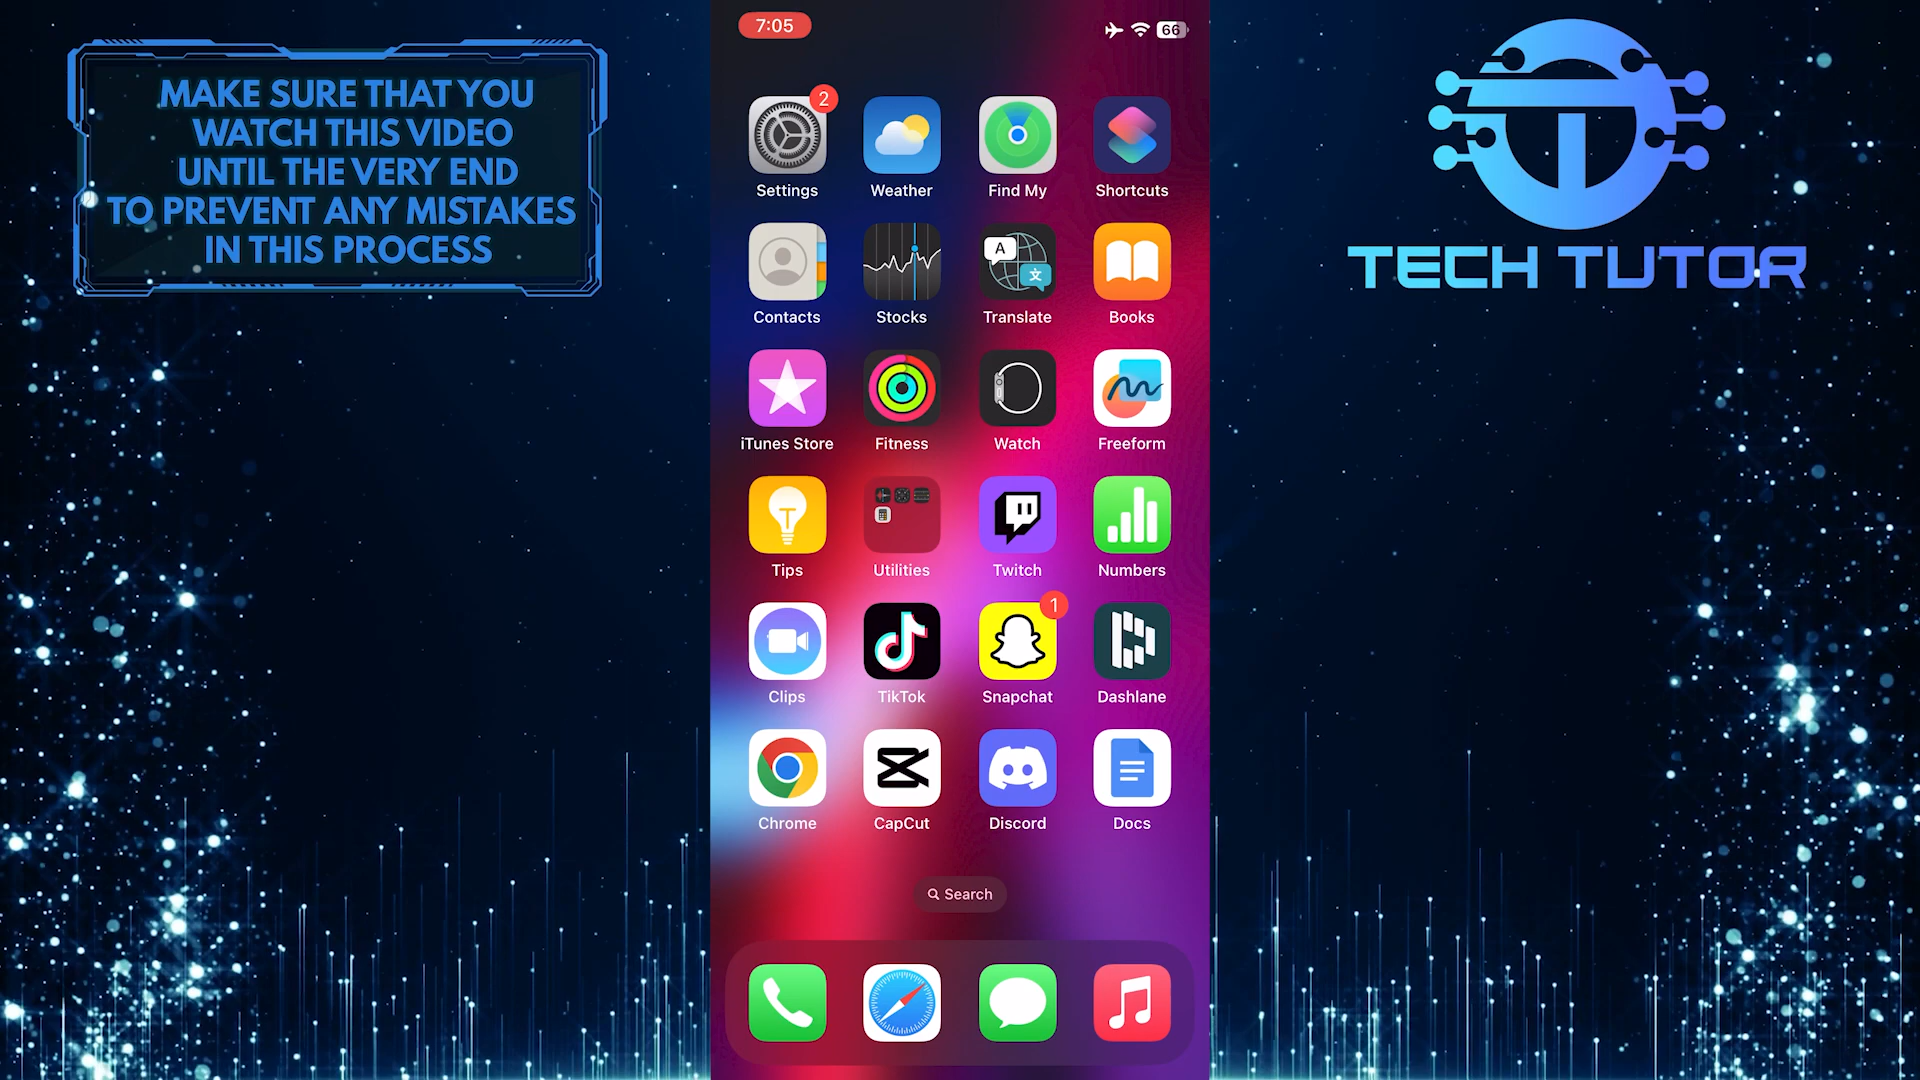 MAKE SURE THAT YOU
WATCH THIS VIDEO
UNTIL THE VERY END
TO PREVENT ANY MISTAKES
IN THIS PROCESS
7:05
66
TECH TUTOR
2
Settings
Weather
Find My
Shortcuts
A
文
Contacts
Stocks
Translate
Books
iTunes Store
Fitness
Watch
Freeform
Tips
Utilities
Twitch
Numbers
1
Clips
TikTok
Snapchat
Dashlane
Chrome
CapCut
Discord
Docs
Search